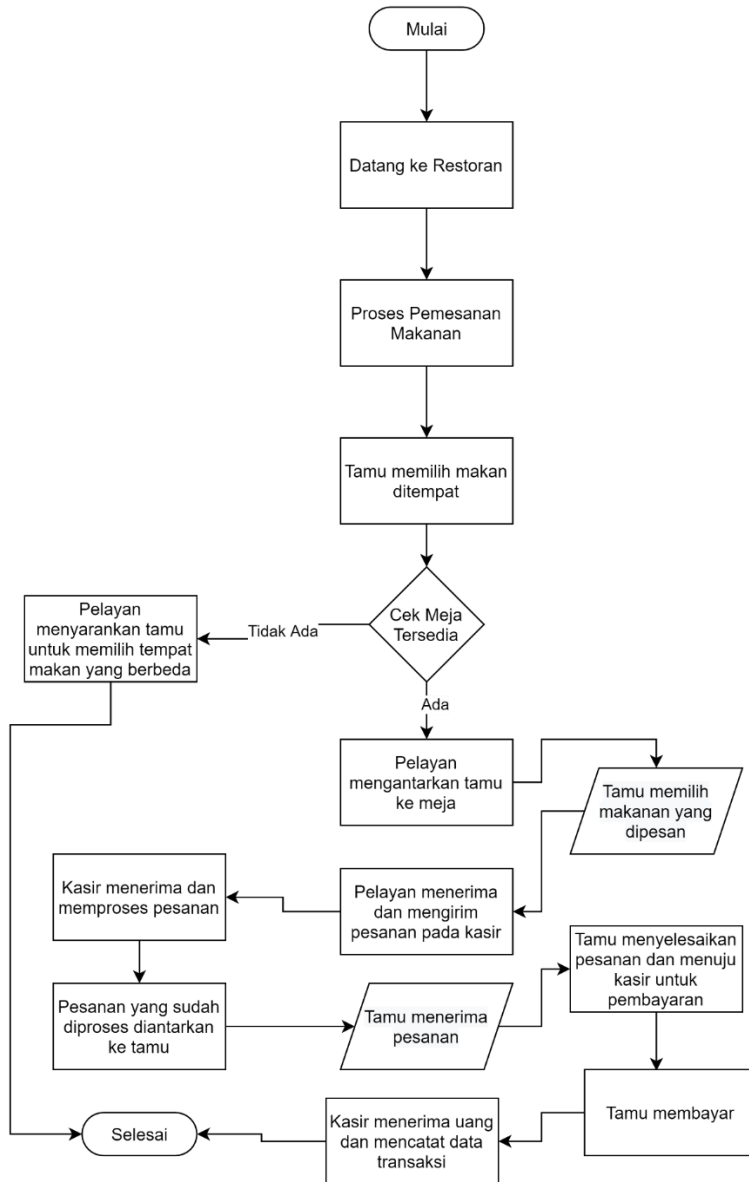 Mulai
Datang ke Restoran
Proses Pemesanan
Makanan
Tamu memilih makan
ditempat
Cek Meja
Tersedia
Tidak Ada
Pelayan
menyarankan tamu
untuk memilih tempat
makan yang berbeda
Ada
Pelayan
mengantarkan tamu
ke meja
Tamu memilih
makanan yang
dipesan
Pelayan menerima
dan mengirim
pesanan pada kasir
Kasir menerima dan
memproses pesanan
Pesanan yang sudah
diproses diantarkan
ke tamu
Tamu menerima
pesanan
Tamu menyelesaikan
pesanan dan menuju
kasir untuk
pembayaran
Tamu membayar
Kasir menerima uang
dan mencatat data
transaksi
Selesai